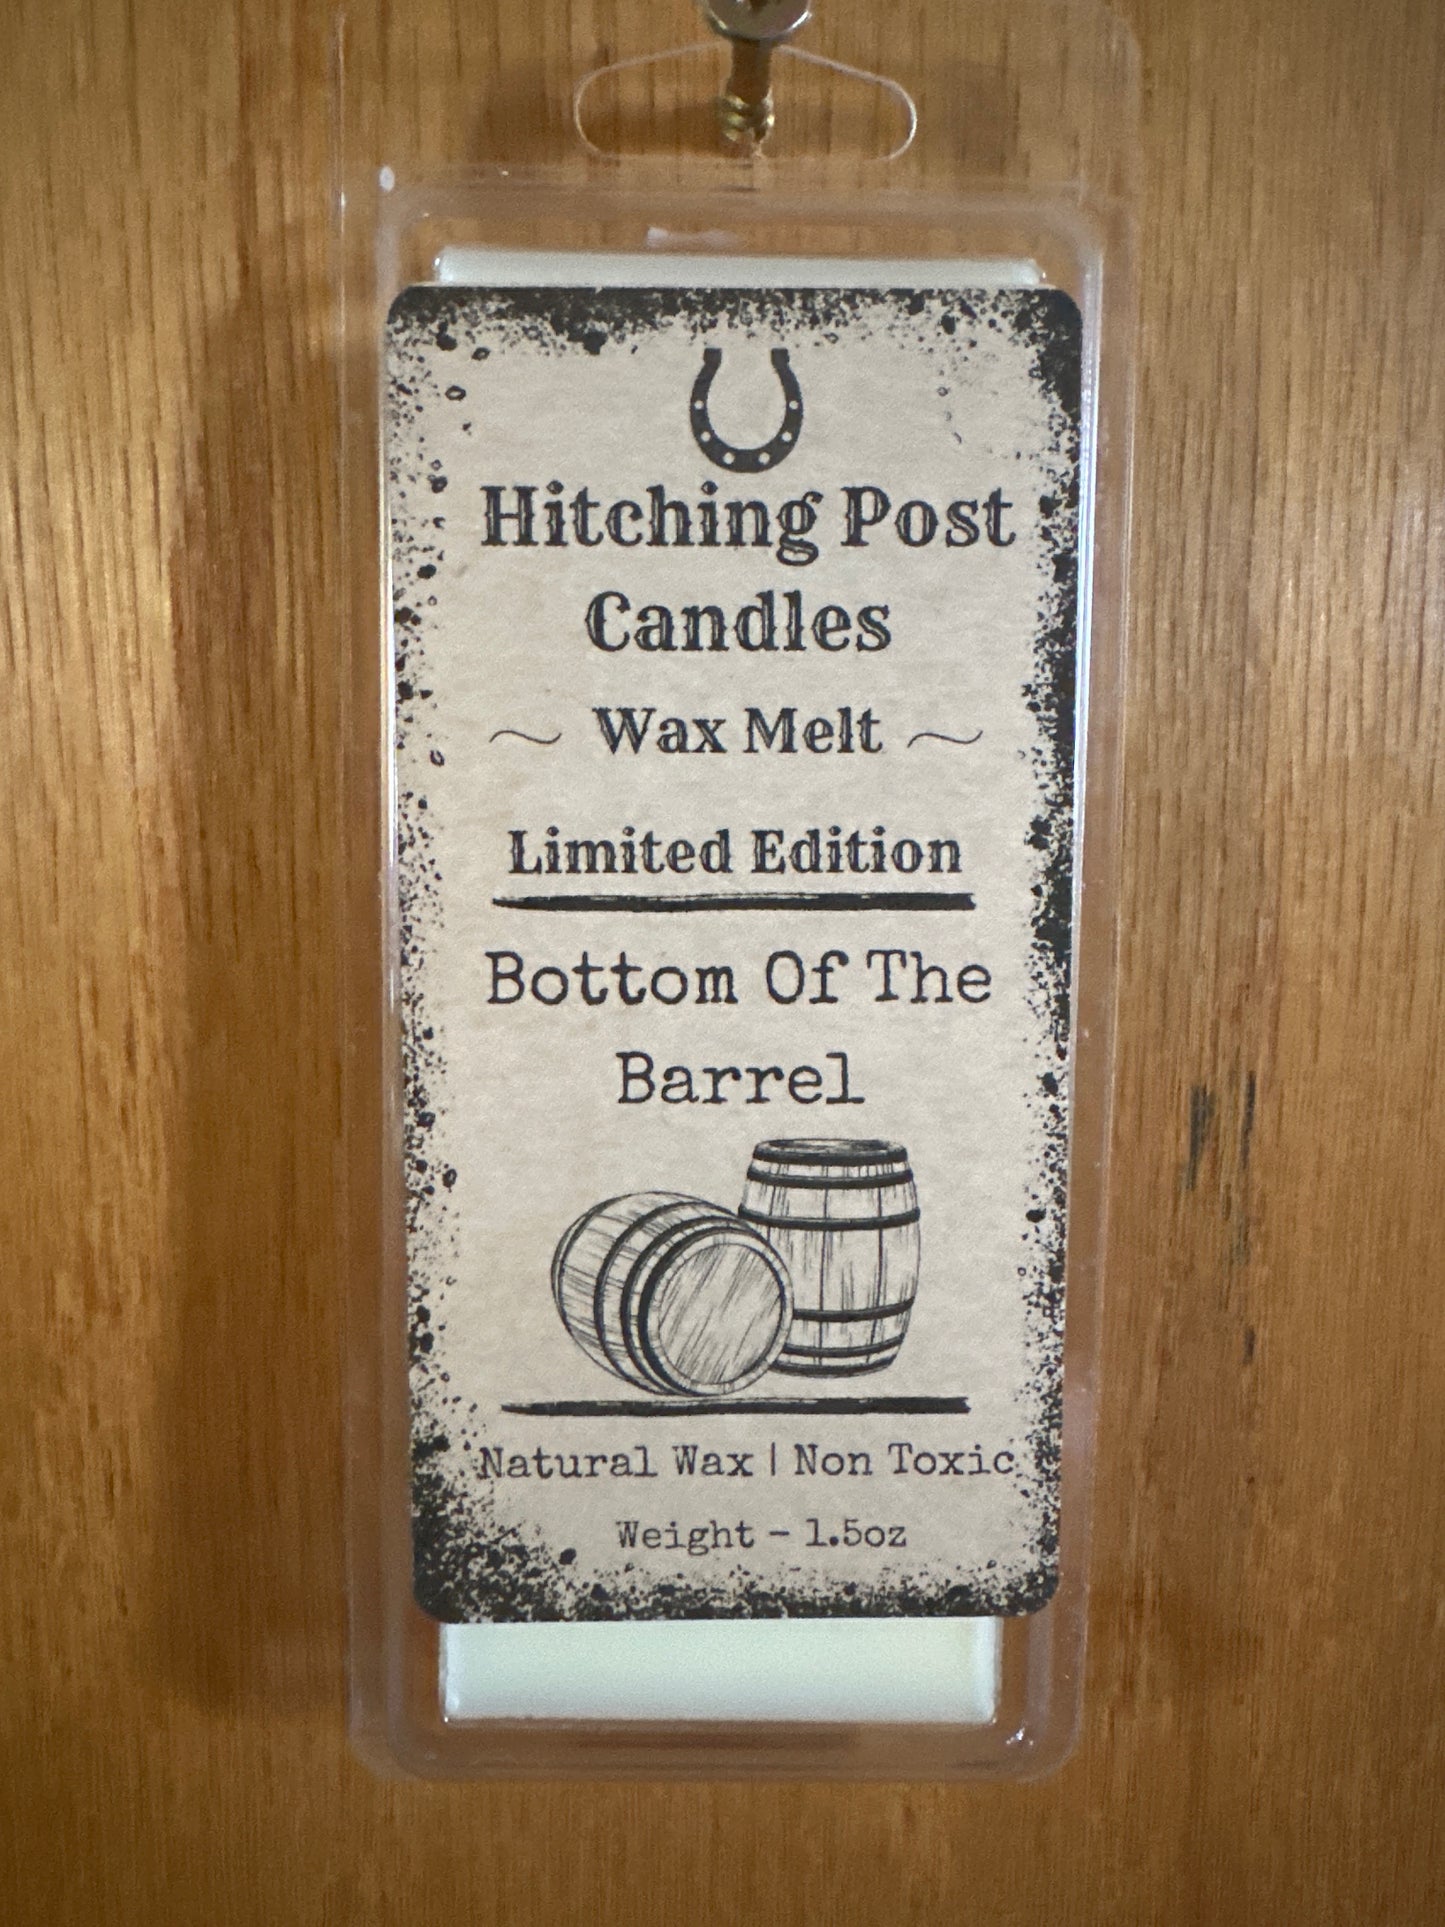 Hitching Post
Candles
~ Wax Melt ~
Limited Edition
Bottom Of The
Barrel
Natural Wax | Non Toxic
Weight - 1.5oz